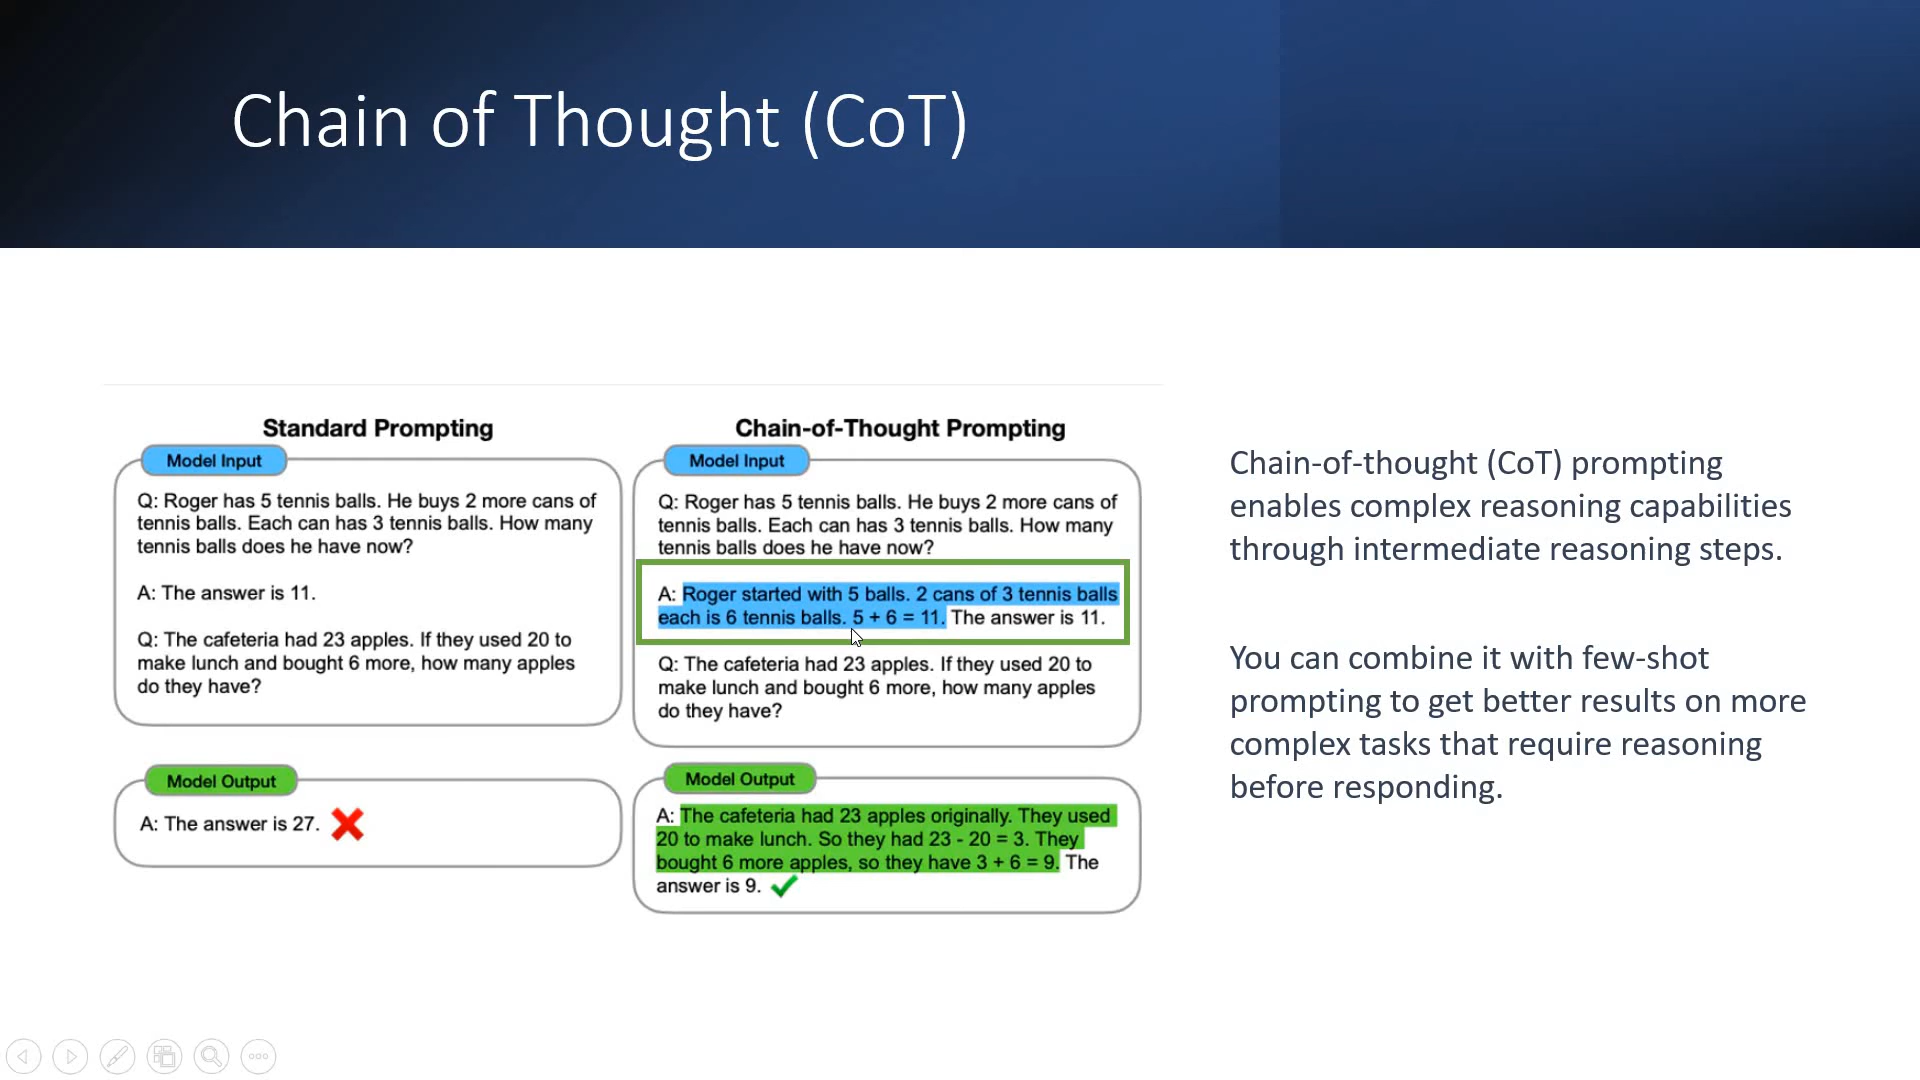 Chain of Thought (CoT)
Standard Prompting
Model Input
Q: Roger has 5 tennis balls. He buys 2 more cans of
tennis balls. Each can has 3 tennis balls. How many
tennis balls does he have now?
A: The answer is 11.
Q: The cafeteria had 23 apples. If they used 20 to
make lunch and bought 6 more, how many apples
do they have?
Model Output
A: The answer is 27.
Chain-of-Thought Prompting
Model Input
Q: Roger has 5 tennis balls. He buys 2 more cans of
tennis balls. Each can has 3 tennis balls. How many
tennis balls does he have now?
A: Roger started with 5 balls. 2 cans of 3 tennis balls
each is 6 tennis balls. 5 + 6 = 11. The answer is 11.
Q: The cafeteria had 23 apples. If they used 20 to
make lunch and bought 6 more, how many apples
do they have?
Model Output
A: The cafeteria had 23 apples originally. They used
20 to make lunch. So they had 23 - 20 = 3. They
bought 6 more apples, so they have 3 + 6 = 9. The
answer is 9.
Chain-of-thought (CoT) prompting
enables complex reasoning capabilities
through intermediate reasoning steps.
You can combine it with few-shot
prompting to get better results on more
complex tasks that require reasoning
before responding.